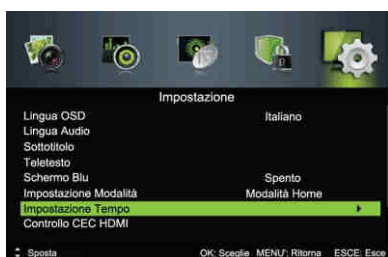 Impostazione
Lingua OSD Italiano
Lingua Audio
Sottotitolo
Teletesto
Schermo Blu Spento
Impostazione Modalità Modalità Home
Impostazione Tempo
Controllo CEC HDMI
Sposta OK: Sceglie MENU': Ritorna ESCE: Esce